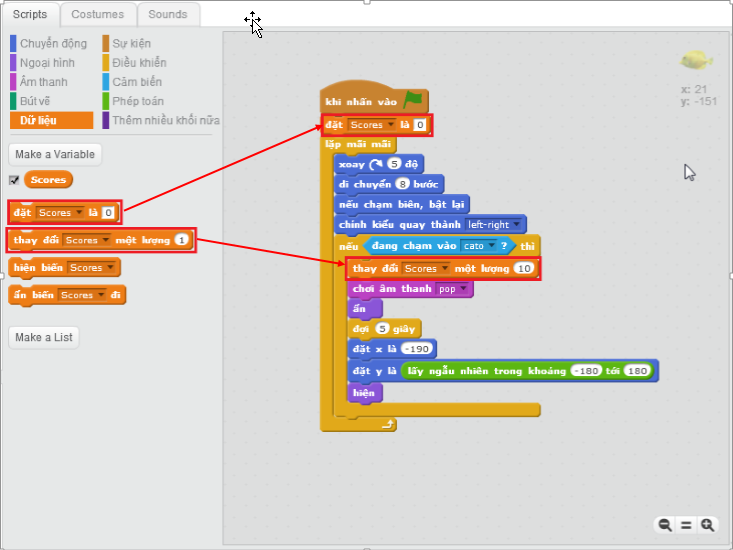 Scripts
Costumes
Sounds
Chuyển động
Sự kiện
Ngoại hình
Điều khiển
Âm thanh
Cảm biến
Bút vẽ
Phép toán
Dữ liệu
Thêm nhiều khối nữa
Make a Variable
Scores
đặt Scores là 0
thay đổi Scores một lượng 1
hiện biến Scores
ẩn biến Scores đi
Make a List
khi nhấn vào
đặt Scores là 0
lặp mãi mãi
xoay 5 độ
di chuyển 8 bước
nếu chạm biên, bật lại
chỉnh kiểu quay thành left-right
nếu đang chạm vào cato ? thì
thay đổi Scores một lượng 10
chơi âm thanh pop
ẩn
đợi 5 giây
đặt x là -190
đặt y là lấy ngẫu nhiên trong khoảng -180 tới 180
hiện
x: 21
y: -151